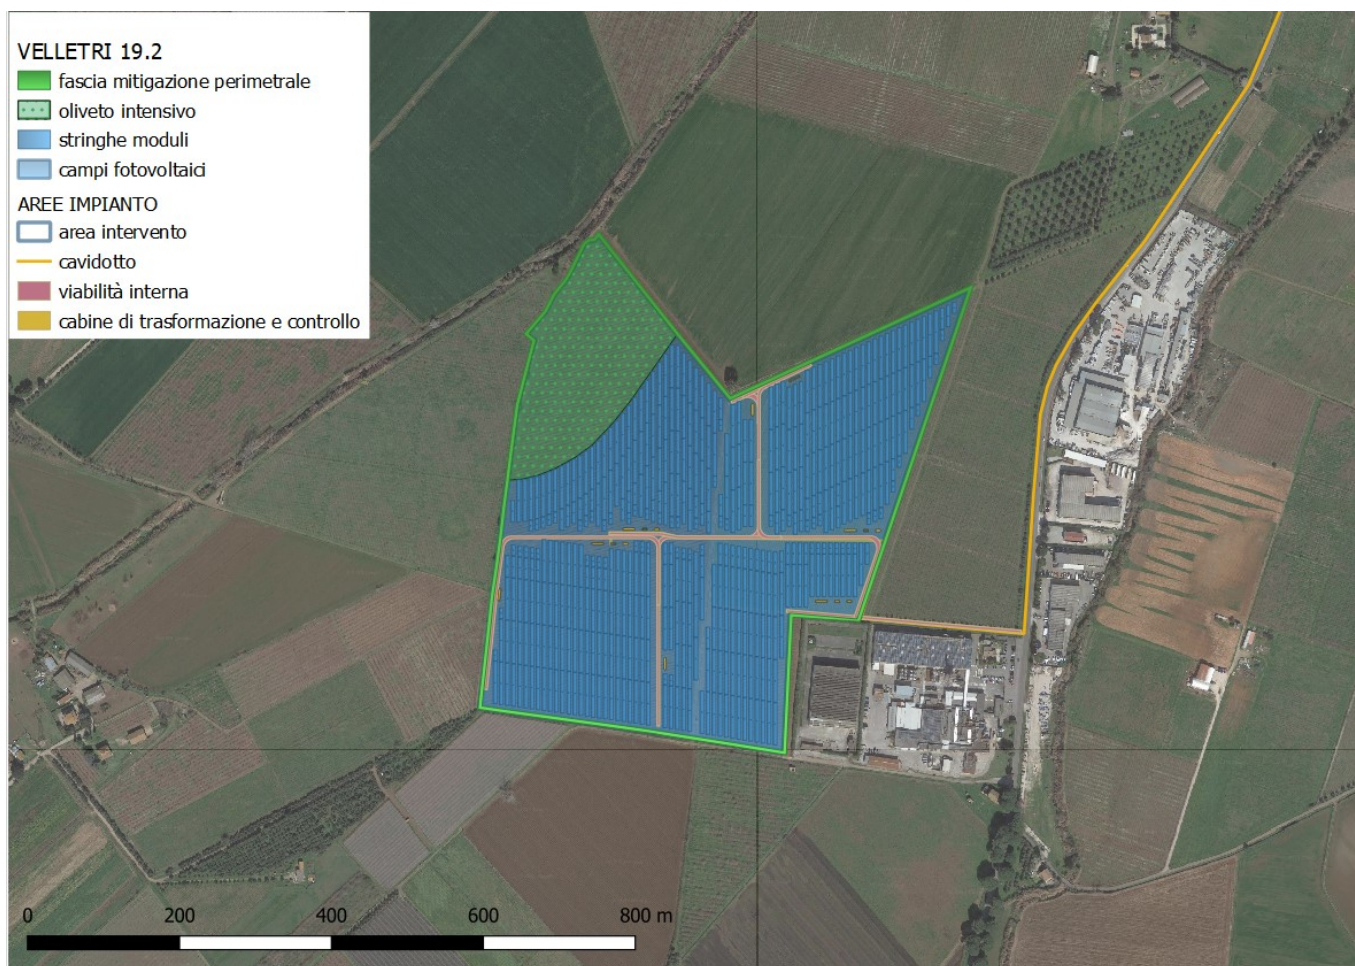 VELLETRI 19.2
fascia mitigazione perimetrale
oliveto intensivo
stringhe moduli
campi fotovoltaici
AREE IMPIANTO
area intervento
cavidotto
viabilità interna
cabine di trasformazione e controllo
0 200 400 600 800 m